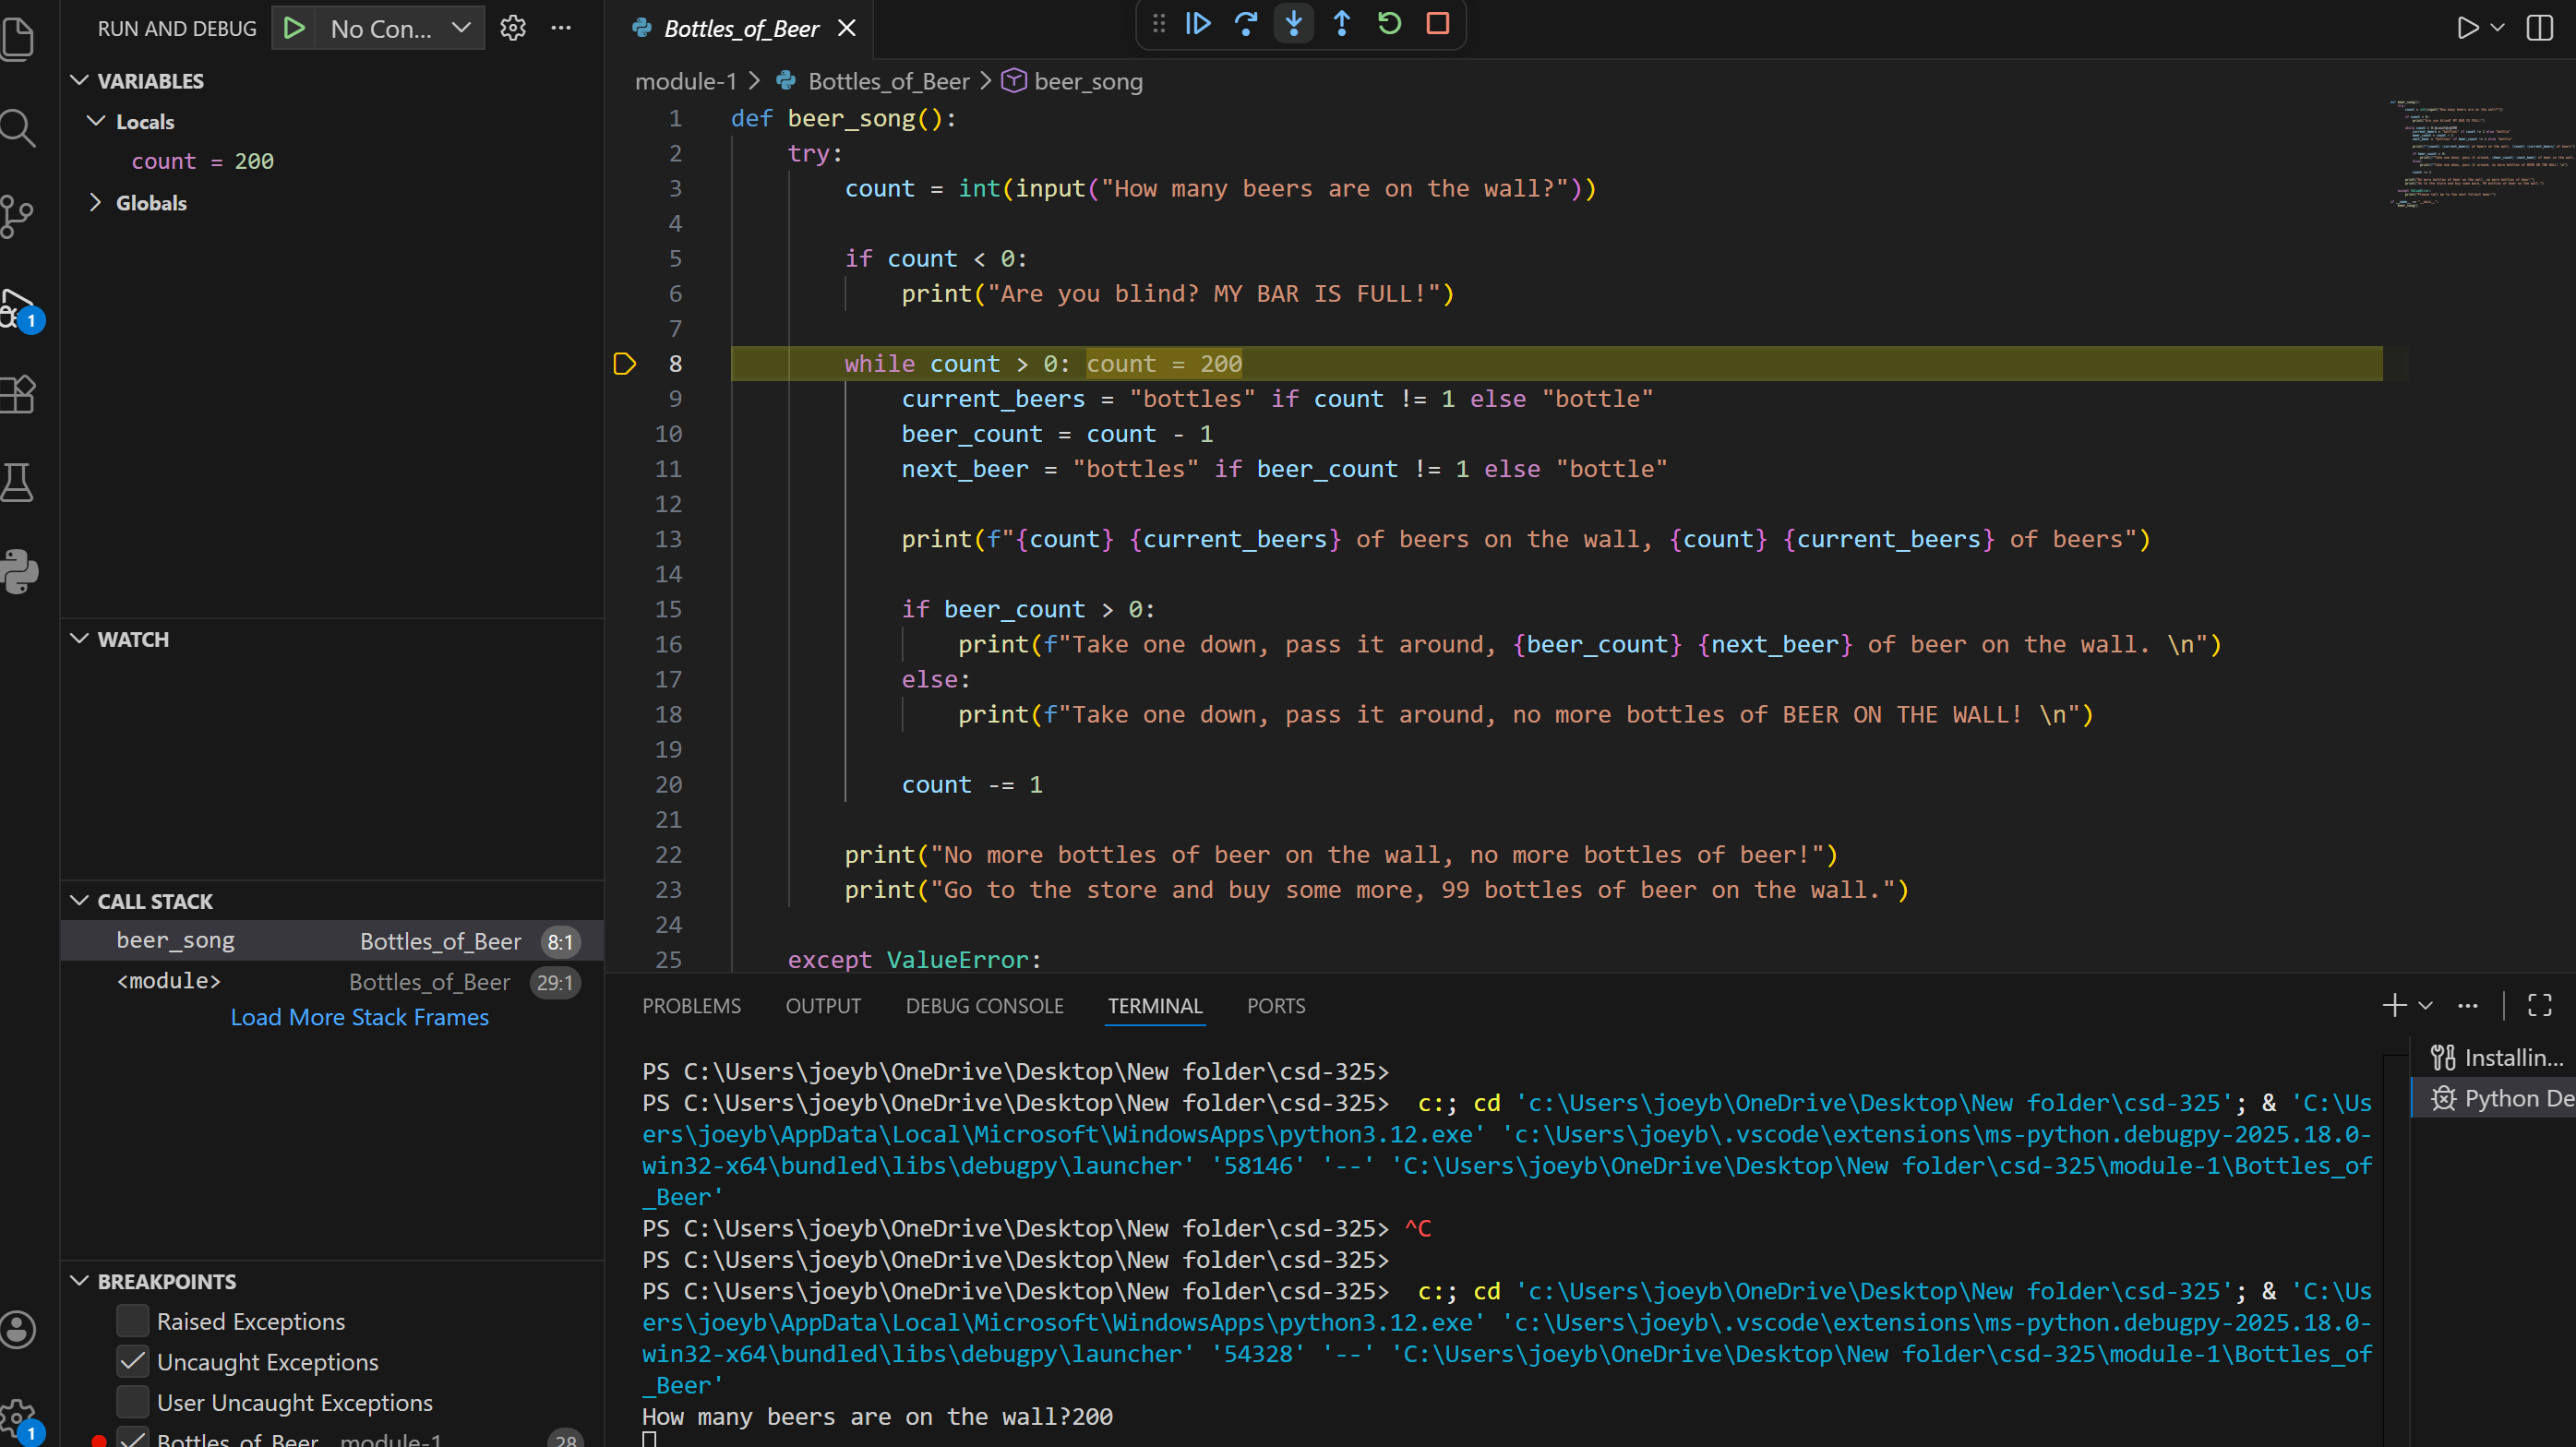 RUN AND DEBUG No Con... ...
VARIABLES
Locals
count = 200
Globals
WATCH
CALL STACK
beer_song Bottles_of_Beer 8:1
<module> Bottles_of_Beer 29:1
Load More Stack Frames
BREAKPOINTS
Raised Exceptions
Uncaught Exceptions
User Uncaught Exceptions
Bottles_of_Beer module-1 28
1
1
Bottles_of_Beer
module-1 > Bottles_of_Beer > beer_song
1 def beer_song():
2 try:
3 count = int(input("How many beers are on the wall?"))
4
5 if count < 0:
6 print("Are you blind? MY BAR IS FULL!")
7
8 while count > 0: count = 200
9 current_beers = "bottles" if count != 1 else "bottle"
10 beer_count = count - 1
11 next_beer = "bottles" if beer_count != 1 else "bottle"
12
13 print(f"{count} {current_beers} of beers on the wall, {count} {current_beers} of beers")
14
15 if beer_count > 0:
16 print(f"Take one down, pass it around, {beer_count} {next_beer} of beer on the wall. \n")
17 else:
18 print(f"Take one down, pass it around, no more bottles of BEER ON THE WALL! \n")
19
20 count -= 1
21
22 print("No more bottles of beer on the wall, no more bottles of beer!")
23 print("Go to the store and buy some more, 99 bottles of beer on the wall.")
24
25 except ValueError:
PROBLEMS OUTPUT DEBUG CONSOLE TERMINAL PORTS
PS C:\Users\joeyb\OneDrive\Desktop\New folder\csd-325>
PS C:\Users\joeyb\OneDrive\Desktop\New folder\csd-325> c:; cd 'c:\Users\joeyb\OneDrive\Desktop\New folder\csd-325'; & 'C:\Us
ers\joeyb\AppData\Local\Microsoft\WindowsApps\python3.12.exe' 'c:\Users\joeyb\.vscode\extensions\ms-python.debugpy-2025.18.0-
win32-x64\bundled\libs\debugpy\launcher' '58146' '--' 'C:\Users\joeyb\OneDrive\Desktop\New folder\csd-325\module-1\Bottles_of
_Beer'
PS C:\Users\joeyb\OneDrive\Desktop\New folder\csd-325> ^C
PS C:\Users\joeyb\OneDrive\Desktop\New folder\csd-325>
PS C:\Users\joeyb\OneDrive\Desktop\New folder\csd-325> c:; cd 'c:\Users\joeyb\OneDrive\Desktop\New folder\csd-325'; & 'C:\Us
ers\joeyb\AppData\Local\Microsoft\WindowsApps\python3.12.exe' 'c:\Users\joeyb\.vscode\extensions\ms-python.debugpy-2025.18.0-
win32-x64\bundled\libs\debugpy\launcher' '54328' '--' 'C:\Users\joeyb\OneDrive\Desktop\New folder\csd-325\module-1\Bottles_of
_Beer'
How many beers are on the wall?200
Installin...
Python De